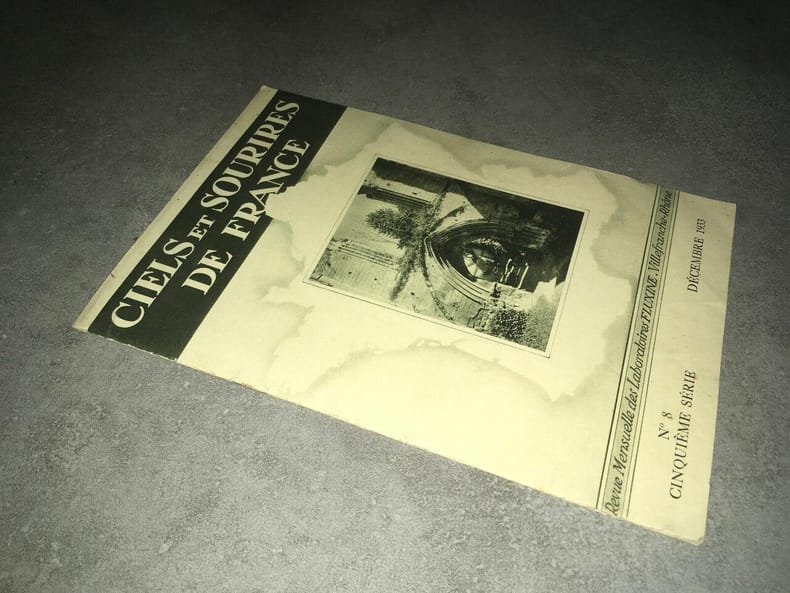 CIELS ET SOURIRES
DE FRANCE
Revue Mensuelle des Laboratoires FLUXINE. Villefranche-Rhône
N° 8
CINQUIÈME SÉRIE
DÉCEMBRE 1933